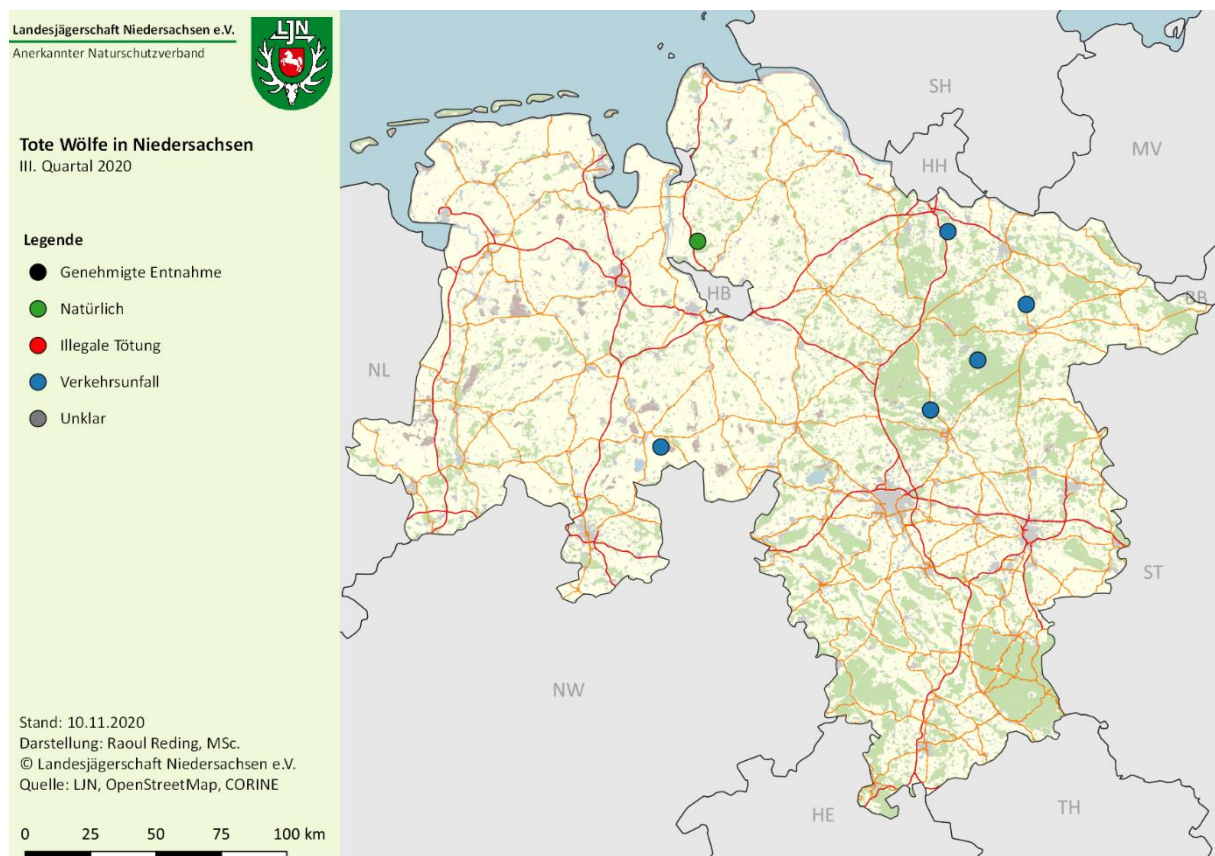 Landesjägerschaft Niedersachsen e.V.
Anerkannter Naturschutzverband
LJN
Tote Wölfe in Niedersachsen
III. Quartal 2020
Legende
Genehmigte Entnahme
Natürlich
Illegale Tötung
Verkehrsunfall
Unklar
Stand: 10.11.2020
Darstellung: Raoul Reding, MSc.
© Landesjägerschaft Niedersachsen e.V.
Quelle: LJN, OpenStreetMap, CORINE
0 25 50 75 100 km
SH
MV
HH
HB
BB
NL
ST
NW
HE
TH